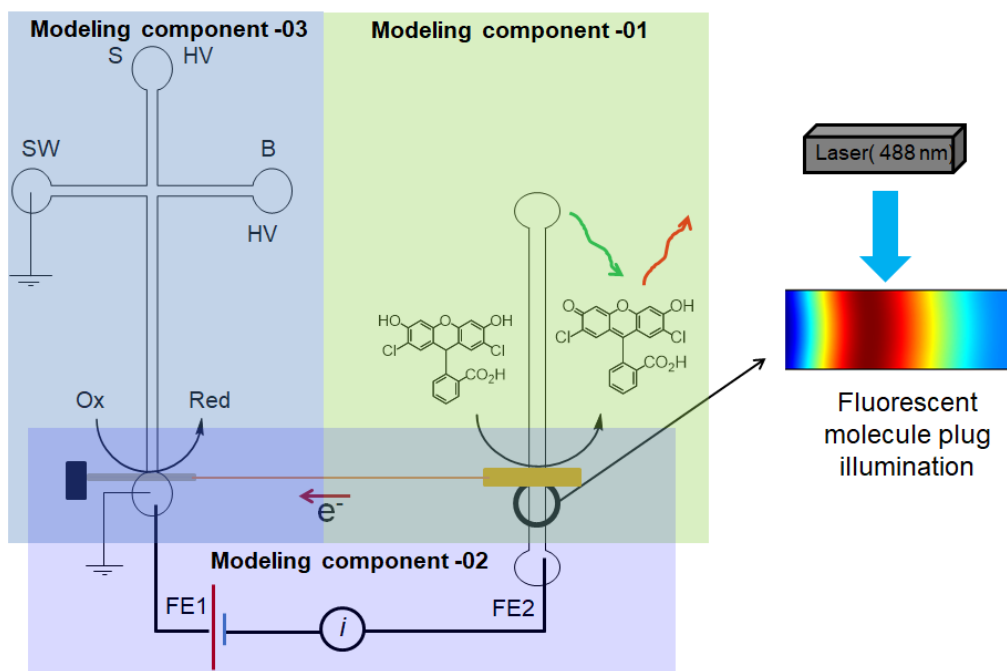 Modeling component -03
Modeling component -01
S
HV
SW
B
HV
Laser( 488 nm)
HO
O
OH
Cl
Cl
CO₂H
O
O
OH
Cl
Cl
CO₂H
Ox
Red
e⁻
Fluorescent
molecule plug
illumination
Modeling component -02
FE1
i
FE2